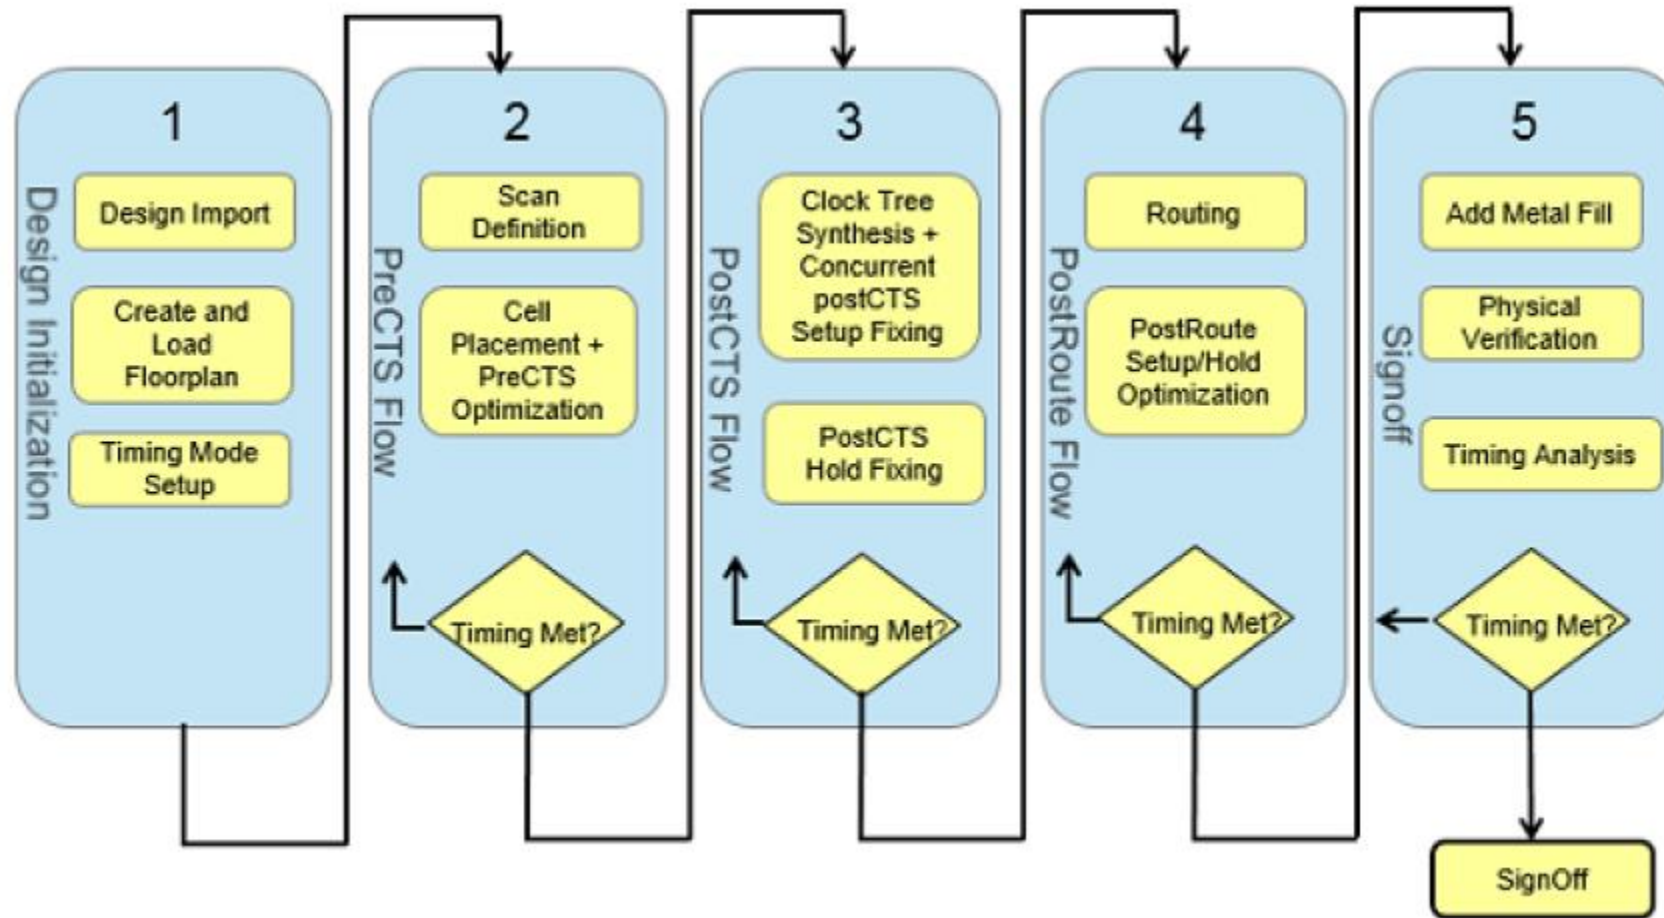 1
Design Initialization
Design Import
Create and
Load
Floorplan
Timing Mode
Setup
2
PreCTS Flow
Scan
Definition
Cell
Placement +
PreCTS
Optimization
Timing Met?
3
PostCTS Flow
Clock Tree
Synthesis +
Concurrent
postCTS
Setup Fixing
PostCTS
Hold Fixing
Timing Met?
4
PostRoute Flow
Routing
PostRoute
Setup/Hold
Optimization
Timing Met?
5
Signoff
Add Metal Fill
Physical
Verification
Timing Analysis
Timing Met?
SignOff